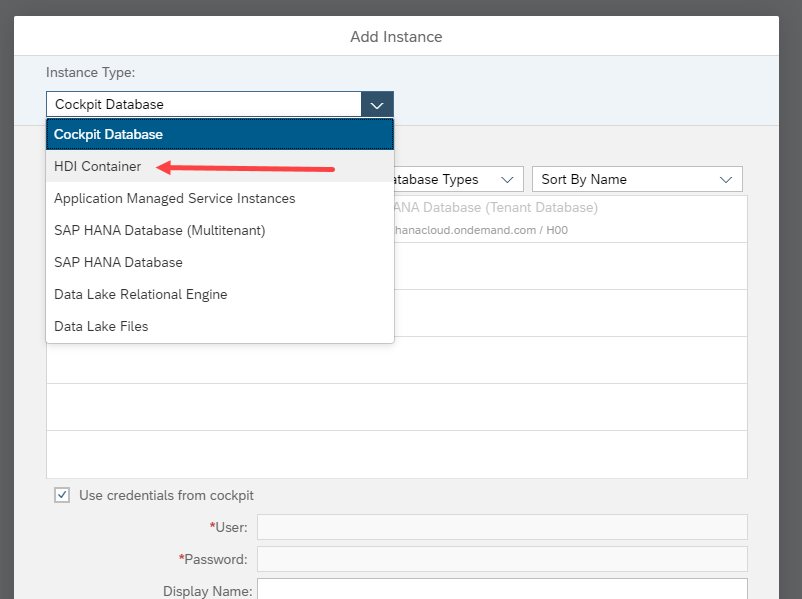 Add Instance
Instance Type:
Cockpit Database
Cockpit Database
HDI Container
Application Managed Service Instances
SAP HANA Database (Multitenant)
SAP HANA Database
Data Lake Relational Engine
Data Lake Files
Database Types
Sort By Name
HANA Database (Tenant Database)
hanacloud.ondemand.com / H00
Use credentials from cockpit
*User:
*Password:
Display Name: